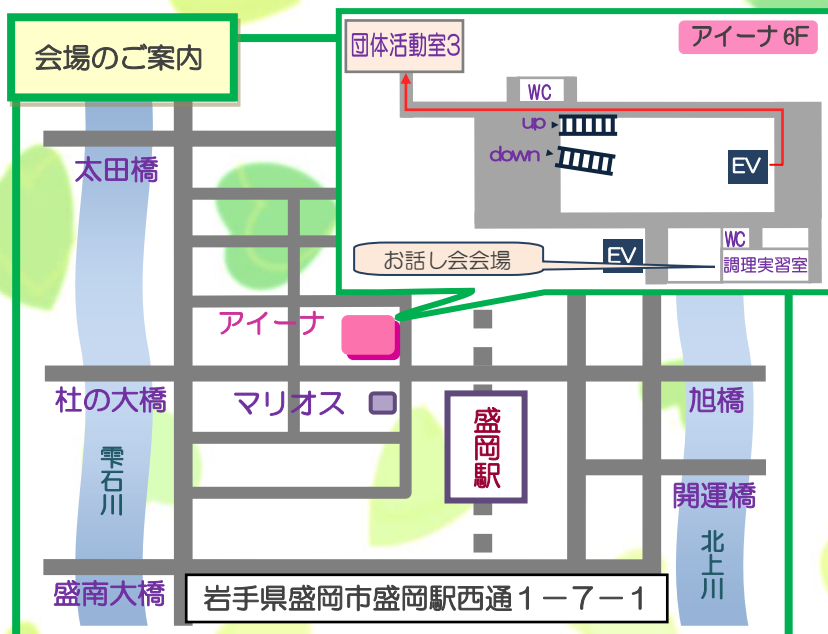 会場のご案内
団体活動室3
アイーナ 6F
WC
up
down
EV
WC
お話し会会場
EV
調理実習室
太田橋
アイーナ
杜の大橋
マリオス
旭橋
盛岡駅
雫石川
開運橋
北上川
盛南大橋
岩手県盛岡市盛岡駅西通1-7-1